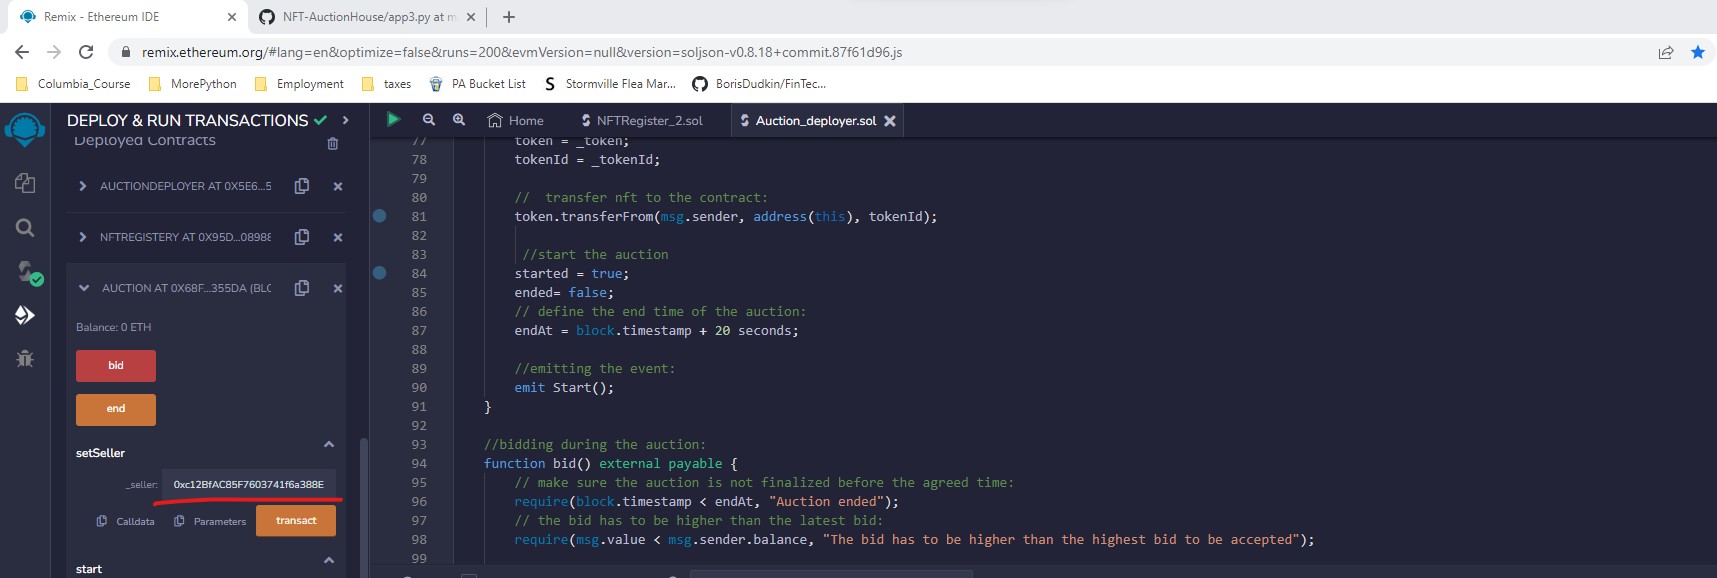 Remix - Ethereum IDE
NFT-AuctionHouse/app3.py at m
remix.ethereum.org/#lang=en&optimize=false&runs=200&evmVersion=null&version=soljson-v0.8.18+commit.87f61d96.js
Columbia_Course MorePython Employment taxes PA Bucket List Stormville Flea Mar... BorisDudkin/FinTec...
DEPLOY & RUN TRANSACTIONS
Home NFTRegister_2.sol Auction_deployer.sol
Deployed Contracts
AUCTIONDEPLOYER AT 0X5E6...5
NFTREGISTERY AT 0X95D...08988
AUCTION AT 0X68F...355DA (BLC
Balance: 0 ETH
bid
end
setSeller
_seller: 0xc12BfAC85F7603741f6a388E
Calldata Parameters transact
start
77 token = _token;
78 tokenId = _tokenId;
79
80 //  transfer nft to the contract:
81 token.transferFrom(msg.sender, address(this), tokenId);
82
83 //start the auction
84 started = true;
85 ended= false;
86 // define the end time of the auction:
87 endAt = block.timestamp + 20 seconds;
88
89 //emitting the event:
90 emit Start();
91 }
92
93 //bidding during the auction:
94 function bid() external payable {
95 // make sure the auction is not finalized before the agreed time:
96 require(block.timestamp < endAt, "Auction ended");
97 // the bid has to be higher than the latest bid:
98 require(msg.value < msg.sender.balance, "The bid has to be higher than the highest bid to be accepted");
99